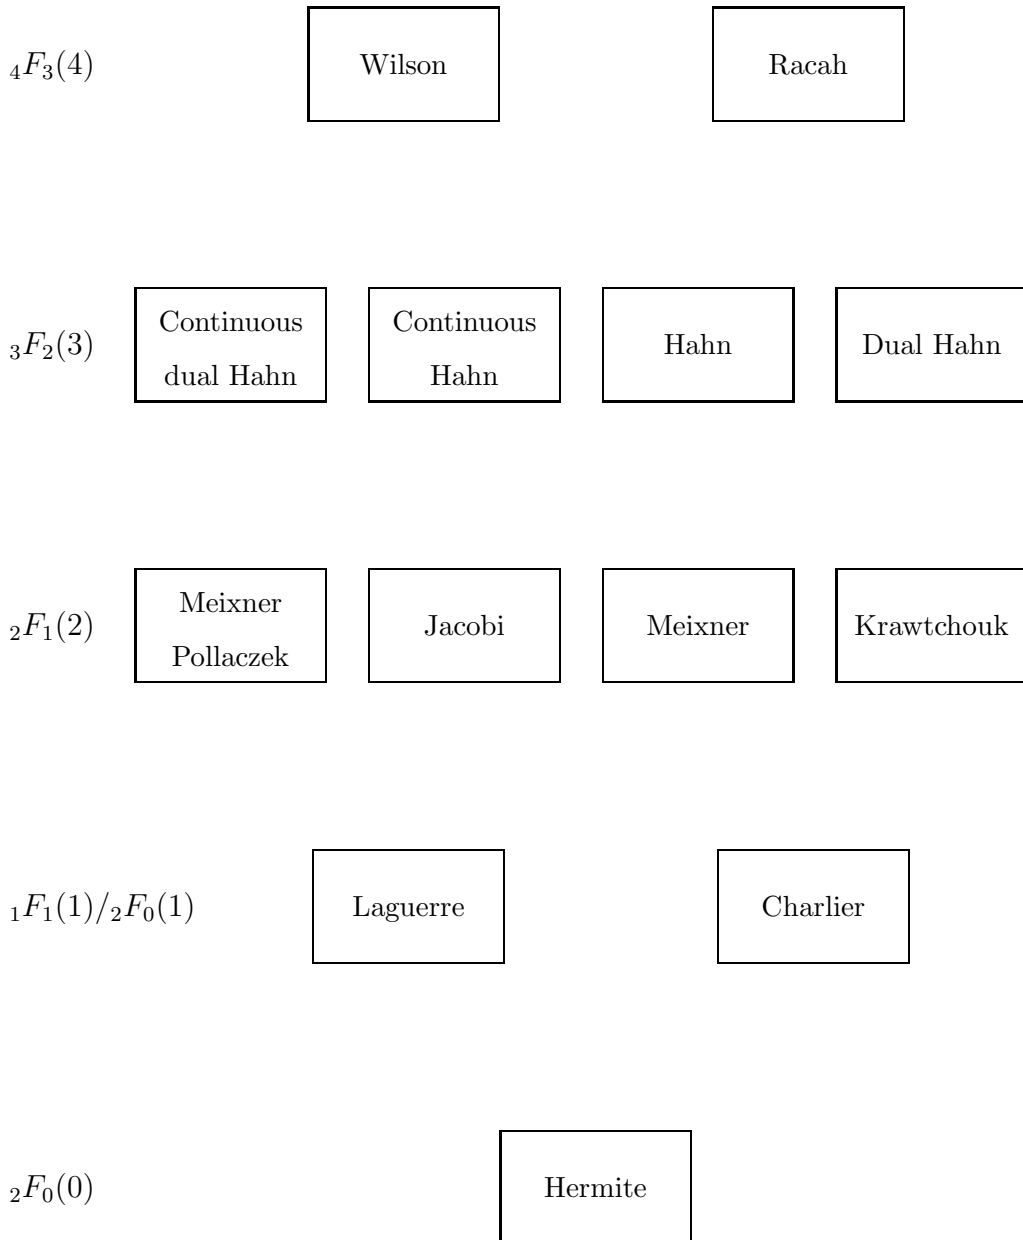 ₄F₃(4)
Wilson
Racah
₃F₂(3)
Continuous
dual Hahn
Continuous
Hahn
Hahn
Dual Hahn
₂F₁(2)
Meixner
Pollaczek
Jacobi
Meixner
Krawtchouk
₁F₁(1)/₂F₀(1)
Laguerre
Charlier
₂F₀(0)
Hermite